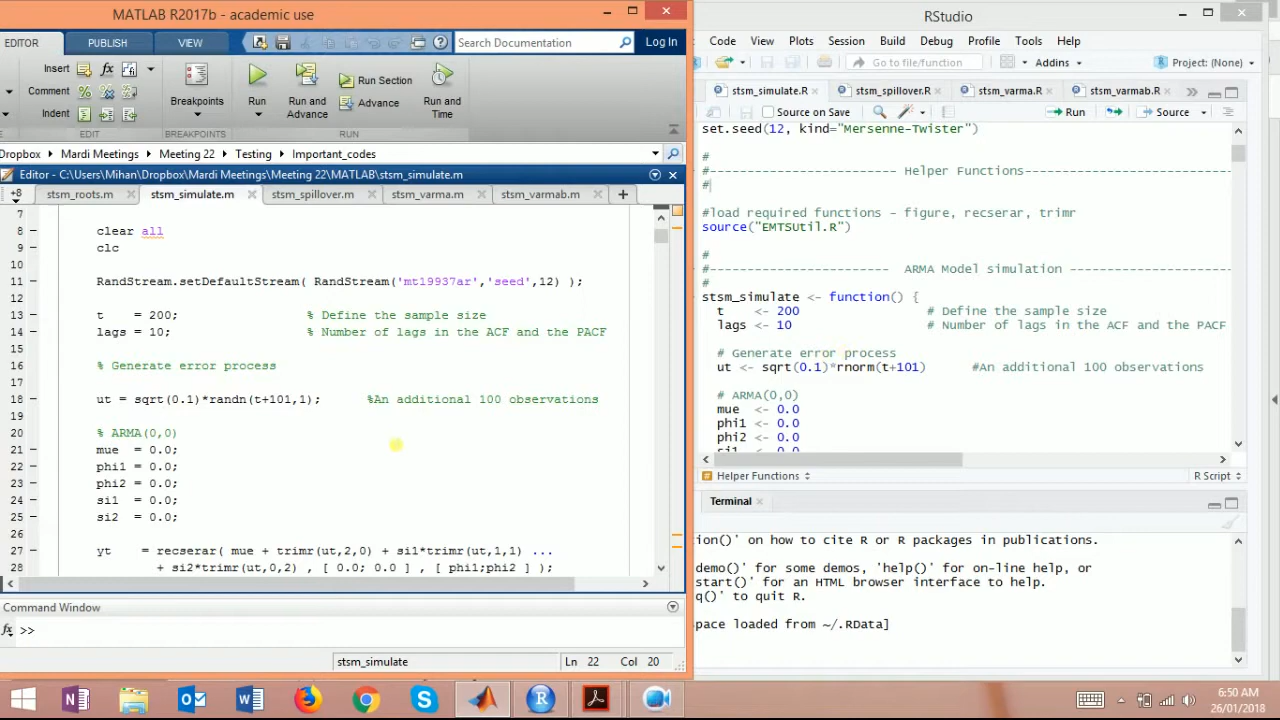 MATLAB R2017b - academic use
EDITOR PUBLISH VIEW
Search Documentation
Log In
Insert
Comment
Indent
Breakpoints
Run
Run and Advance
Run Section
Advance
Run and Time
EDIT BREAKPOINTS RUN
Dropbox Mardi Meetings Meeting 22 Testing Important_codes
Editor - C:\Users\Mihan\Dropbox\Mardi Meetings\Meeting 22\MATLAB\stsm_simulate.m
+8 stsm_roots.m stsm_simulate.m stsm_spillover.m stsm_varma.m stsm_varmab.m
7
8 clear all
9 clc
10
11 RandStream.setDefaultStream( RandStream('mt19937ar','seed',12) );
12
13 t = 200; % Define the sample size
14 lags = 10; % Number of lags in the ACF and the PACF
15
16 % Generate error process
17
18 ut = sqrt(0.1)*randn(t+101,1); %An additional 100 observations
19
20 % ARMA(0,0)
21 mue = 0.0;
22 phi1 = 0.0;
23 phi2 = 0.0;
24 si1 = 0.0;
25 si2 = 0.0;
26
27 yt = recserar( mue + trimr(ut,2,0) + si1*trimr(ut,1,1) ...
28 + si2*trimr(ut,0,2) , [ 0.0; 0.0 ] , [ phi1;phi2 ] );
Command Window
fx >>
stsm_simulate Ln 22 Col 20
RStudio
Code View Plots Session Build Debug Profile Tools Help
Go to file/function
Addins
Project: (None)
stsm_simulate.R stsm_spillover.R stsm_varma.R stsm_varmab.R
Source on Save
Run
Source
set.seed(12, kind="Mersenne-Twister")
#
#------------------------- Helper Functions---------------------------
#
#load required functions - figure, recserar, trimr
source("EMTSUtil.R")
#
#------------------------ ARMA Model simulation ---------------------
#
stsm_simulate <- function() {
t <- 200 # Define the sample size
lags <- 10 # Number of lags in the ACF and the PACF
# Generate error process
ut <- sqrt(0.1)*rnorm(t+101) #An additional 100 observations
# ARMA(0,0)
mue <- 0.0
phi1 <- 0.0
phi2 <- 0.0
si1 <- 0.0
Helper Functions
R Script
Terminal
ion()' on how to cite R or R packages in publications.
demo()' for some demos, 'help()' for on-line help, or
start()' for an HTML browser interface to help.
q()' to quit R.
pace loaded from ~/.RData]
6:50 AM
26/01/2018